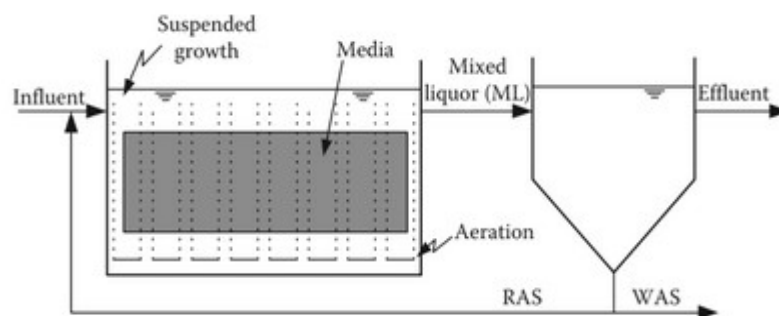 Suspended
growth
Media
Mixed
liquor (ML)
Influent
Effluent
Aeration
RAS
WAS